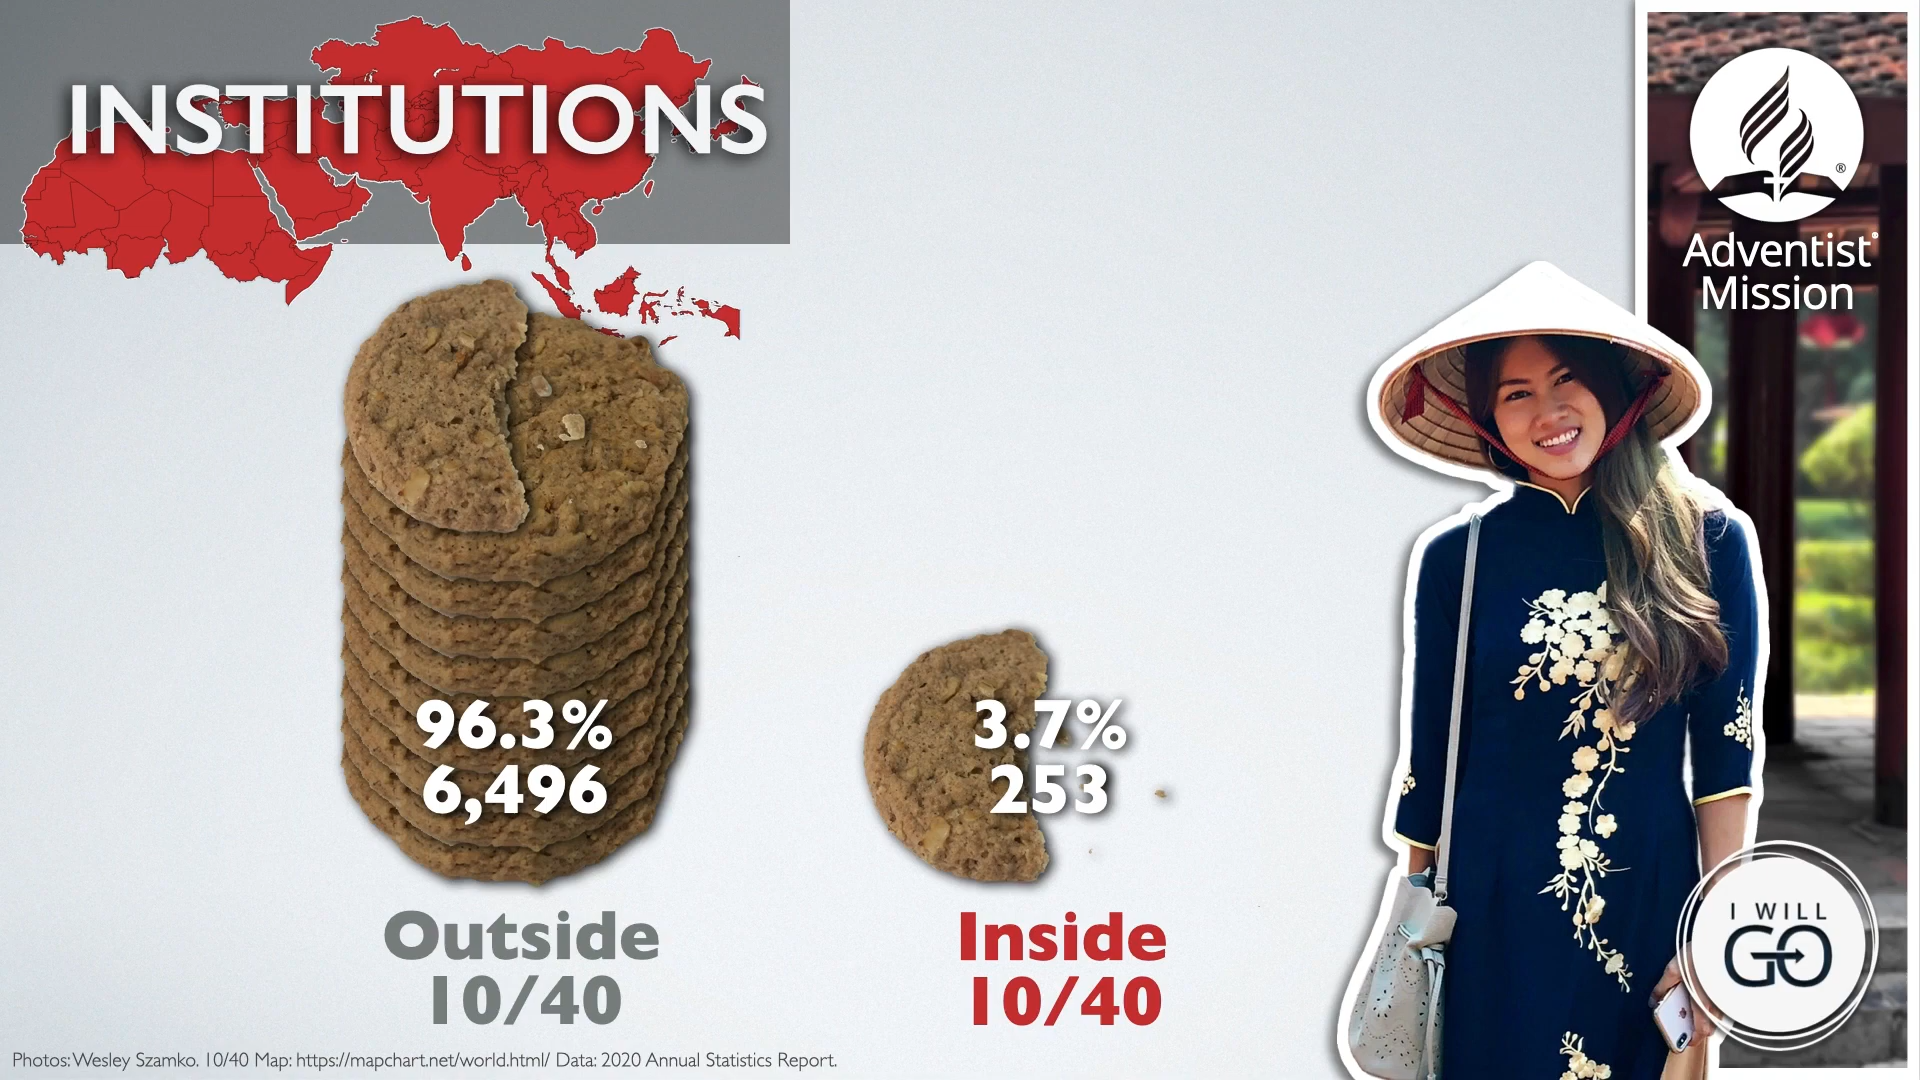 INSTITUTIONS
Adventist®
Mission
®
96.3%
6,496
3.7%
253
Outside
10/40
Inside
10/40
I WILL
GO
Photos: Wesley Szamko. 10/40 Map: https://mapchart.net/world.html/ Data: 2020 Annual Statistics Report.